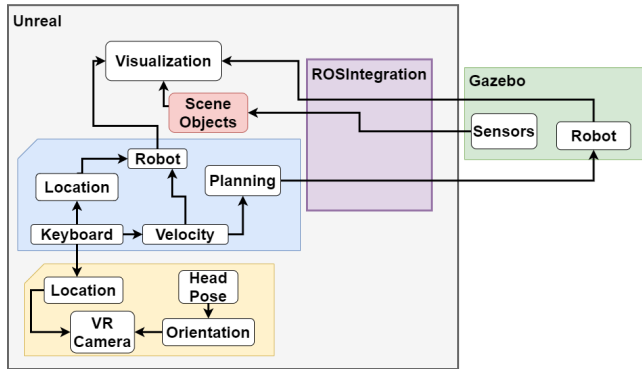 Unreal
Visualization
ROSIntegration
Gazebo
Scene
Objects
Sensors
Robot
Robot
Location
Planning
Keyboard
Velocity
Location
Head
Pose
VR
Camera
Orientation